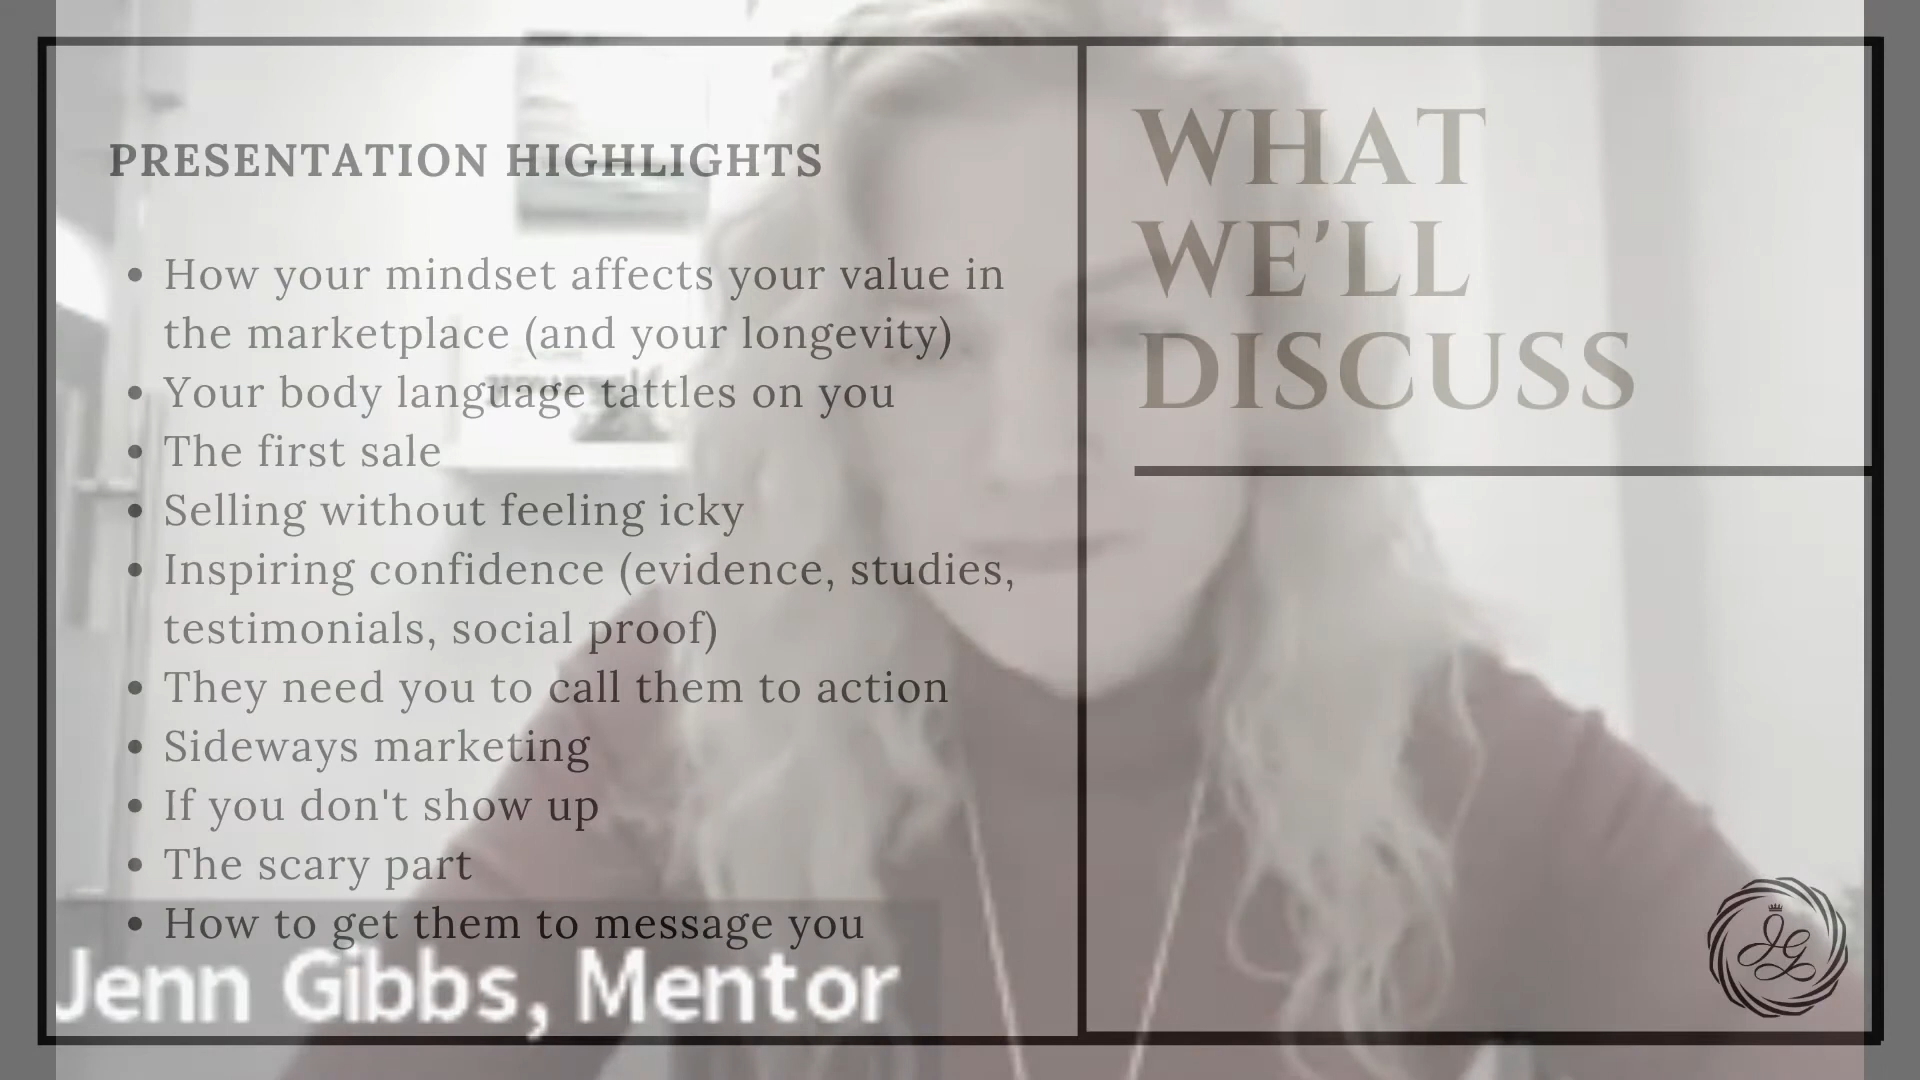 PRESENTATION HIGHLIGHTS
• How your mindset affects your value in
the marketplace (and your longevity)
• Your body language tattles on you
• The first sale
• Selling without feeling icky
• Inspiring confidence (evidence, studies,
testimonials, social proof)
• They need you to call them to action
• Sideways marketing
• If you don't show up
• The scary part
• How to get them to message you
Jenn Gibbs, Mentor
WHAT
WE'LL
DISCUSS
JG